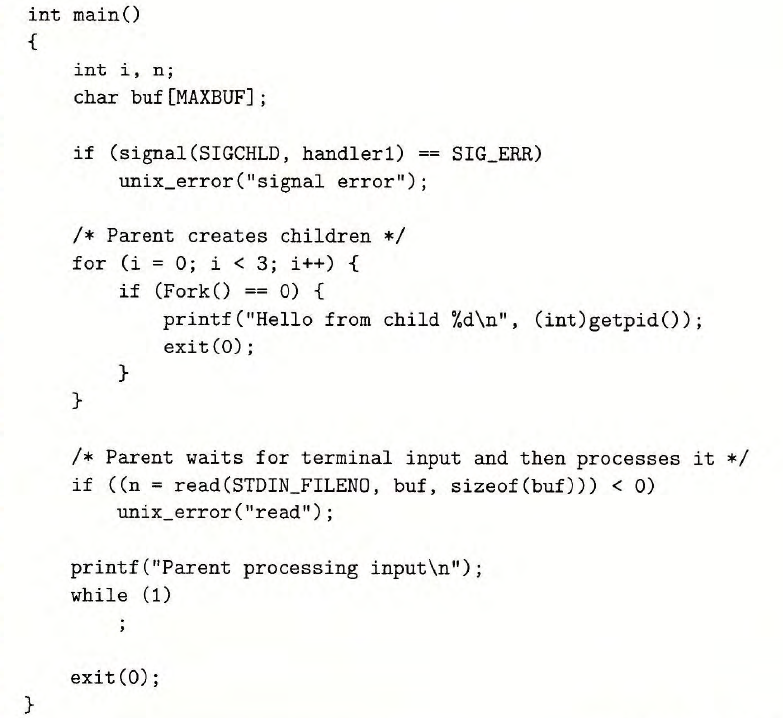 int main()
{
    int i, n;
    char buf[MAXBUF];

    if (signal(SIGCHLD, handler1) == SIG_ERR)
        unix_error("signal error");

    /* Parent creates children */
    for (i = 0; i < 3; i++) {
        if (Fork() == 0) {
            printf("Hello from child %d\n", (int)getpid());
            exit(0);
        }
    }

    /* Parent waits for terminal input and then processes it */
    if ((n = read(STDIN_FILENO, buf, sizeof(buf))) < 0)
        unix_error("read");

    printf("Parent processing input\n");
    while (1)
        ;

    exit(0);
}